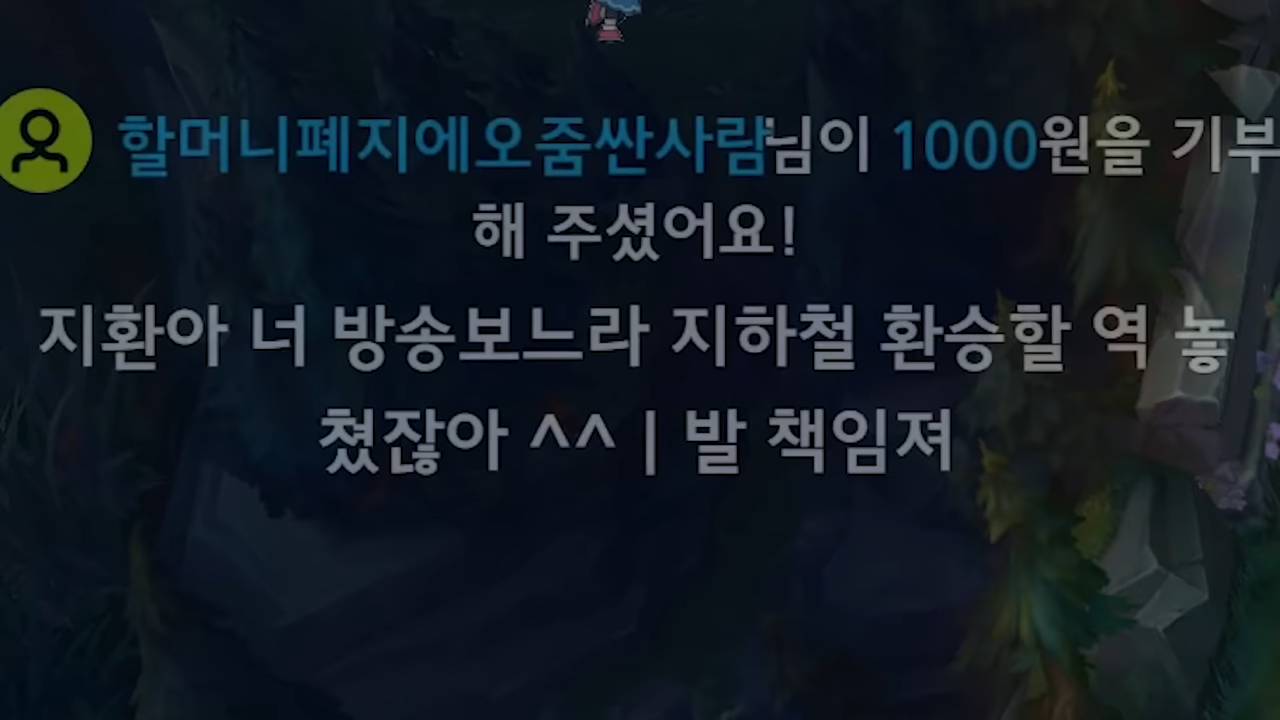 할머니폐지에오줌싼사람님이 1000원을 기부
해 주셨어요!
지환아 너 방송보느라 지하철 환승할 역 놓
쳤잖아 ^^ | 발 책임져